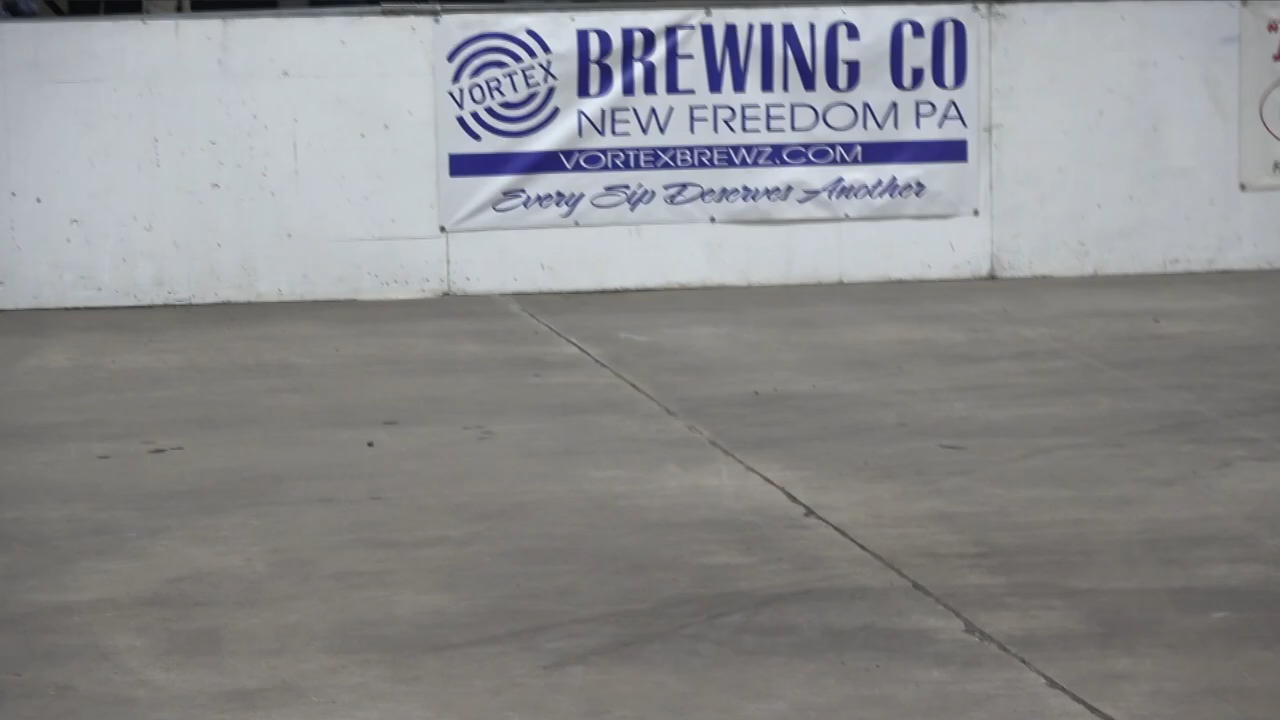 VORTEX
BREWING CO
NEW FREEDOM PA
VORTEXBREWZ.COM
Every Sip Deserves Another